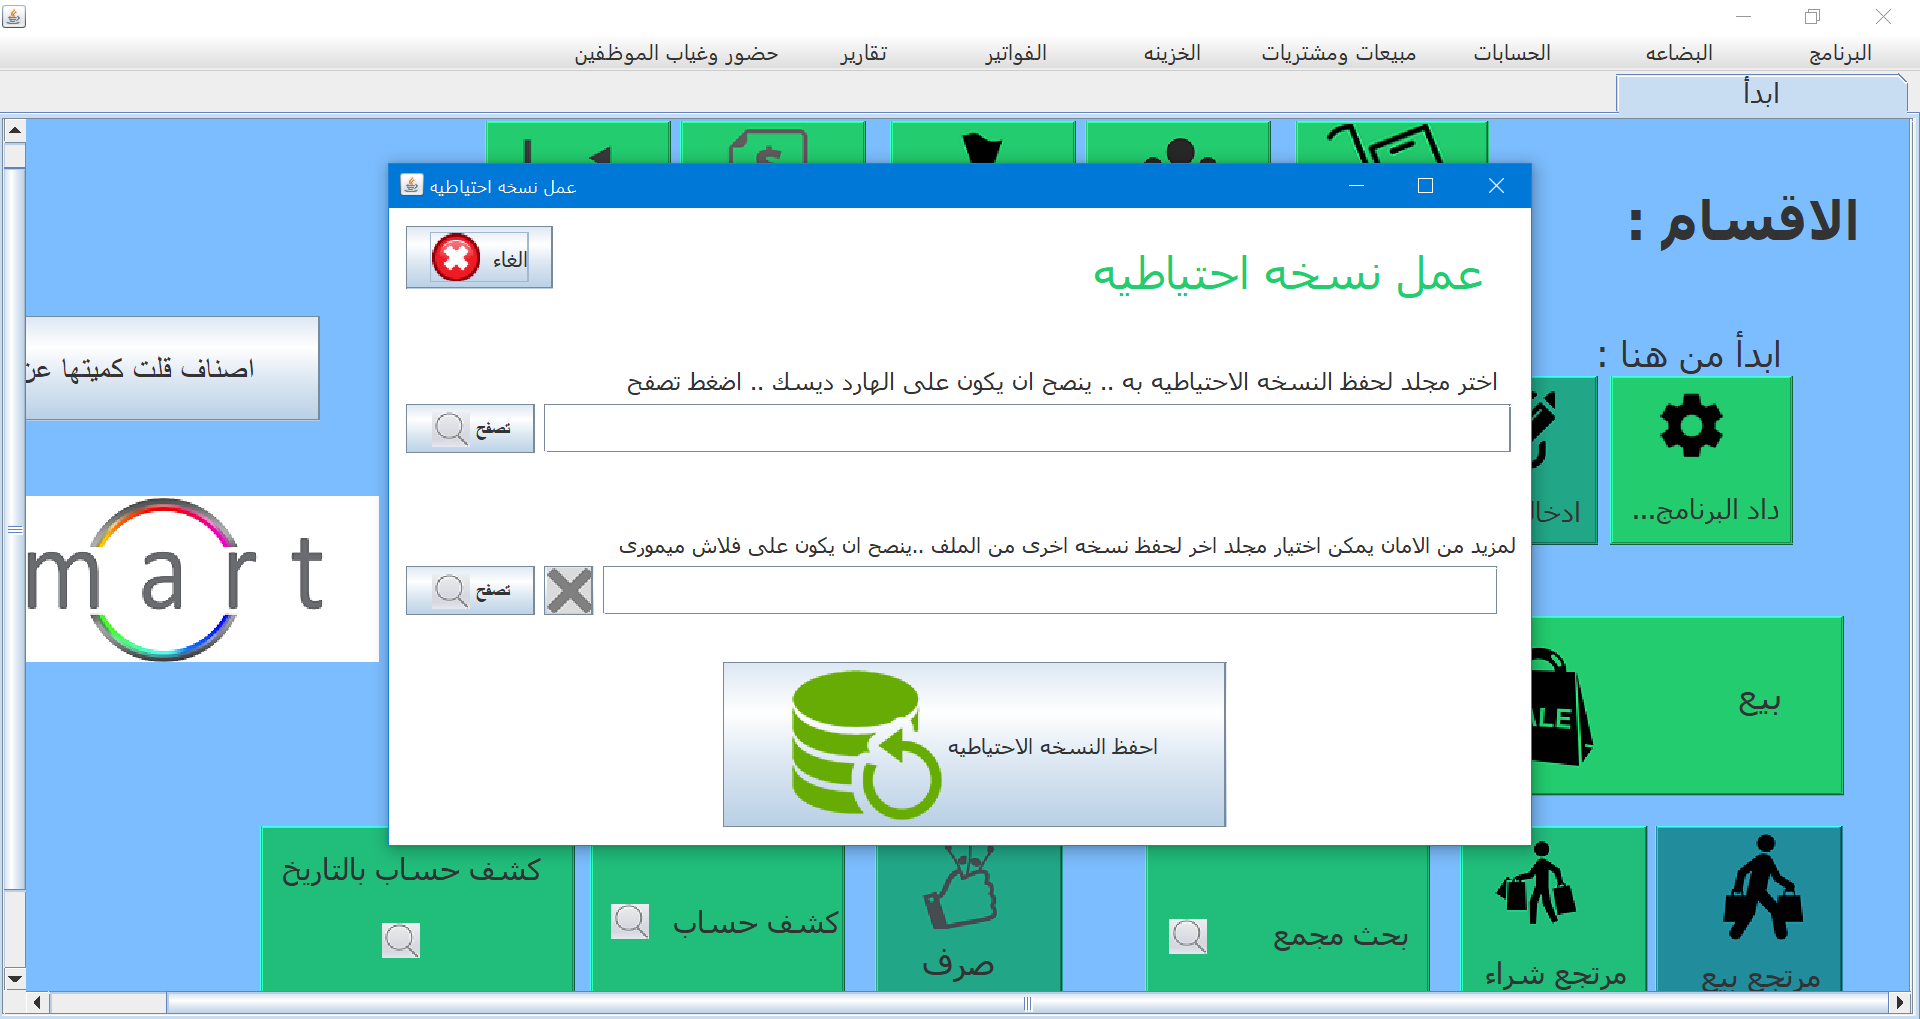 البرنامج
البضاعه
الحسابات
مبيعات ومشتريات
الخزينه
الفواتير
تقارير
حضور وغياب الموظفين
ابدأ
عمل نسخه احتياطيه
الاقسام :
الغاء
عمل نسخه احتياطيه
ابدأ من هنا :
اصناف قلت كميتها عن
اختر مجلد لحفظ النسخه الاحتياطيه به .. ينصح ان يكون على الهارد ديسك .. اضغط تصفح
تصفح
داد البرنامج...
ادخا
mart
لمزيد من الامان يمكن اختيار مجلد اخر لحفظ نسخه اخرى من الملف ..ينصح ان يكون على فلاش ميمورى
تصفح
بيع
ALE
احفظ النسخه الاحتياطيه
كشف حساب بالتاريخ
كشف حساب
صرف
بحث مجمع
مرتجع شراء
مرتجع بيع